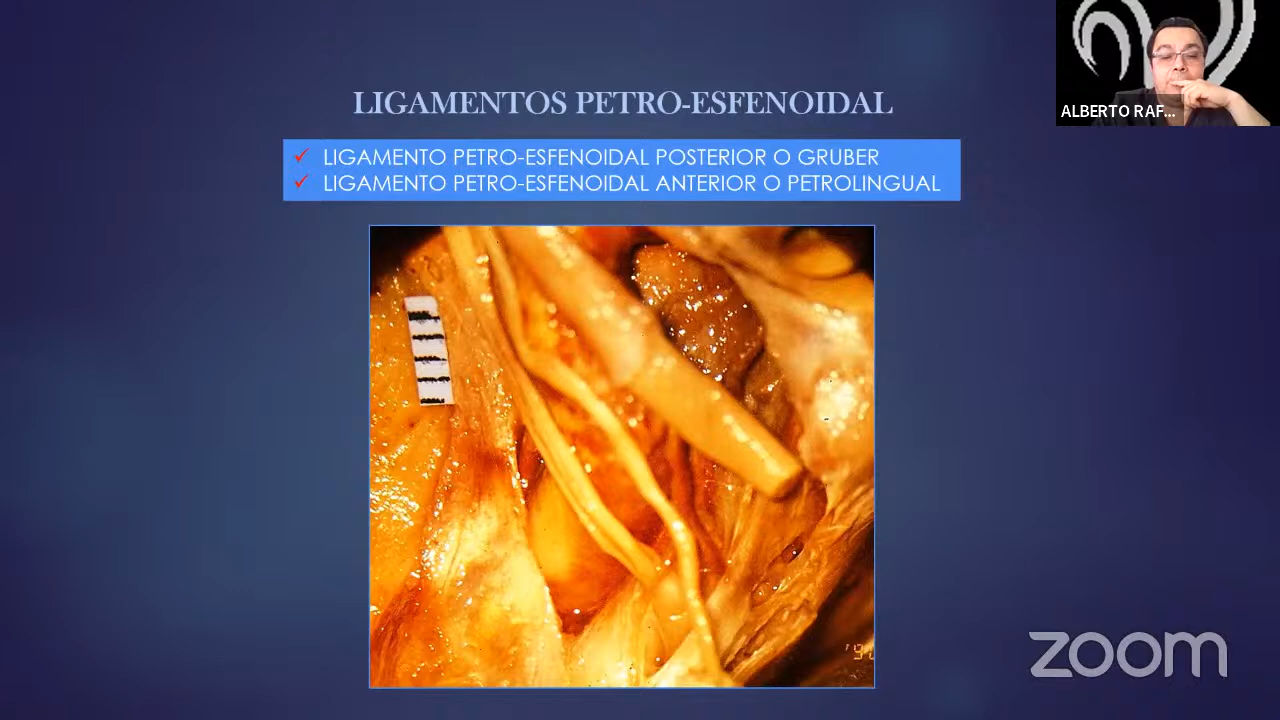 LIGAMENTOS PETRO-ESFENOIDAL
ALBERTO RAF...
LIGAMENTO PETRO-ESFENOIDAL POSTERIOR O GRUBER
LIGAMENTO PETRO-ESFENOIDAL ANTERIOR O PETROLINGUAL
zoom